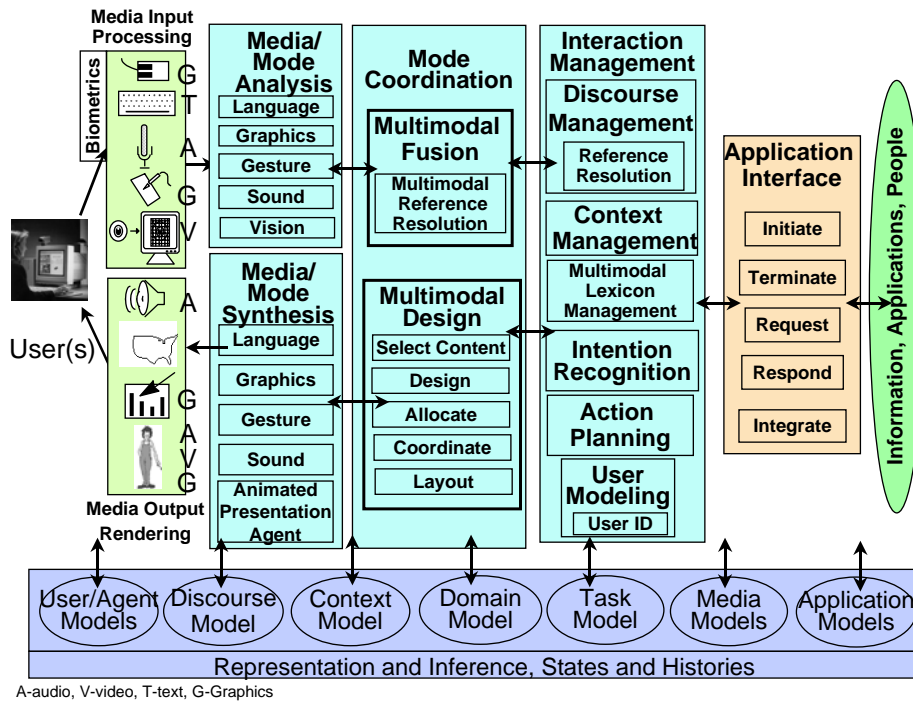 Media Input
Processing
Biometrics
G
T
A
G
V
User(s)
A
G
A
V
G
Media Output
Rendering
Media/
Mode
Analysis
Language
Graphics
Gesture
Sound
Vision
Media/
Mode
Synthesis
Language
Graphics
Gesture
Sound
Animated
Presentation
Agent
Mode
Coordination
Multimodal
Fusion
Multimodal
Reference
Resolution
Multimodal
Design
Select Content
Design
Allocate
Coordinate
Layout
Interaction
Management
Discourse
Management
Reference
Resolution
Context
Management
Multimodal
Lexicon
Management
Intention
Recognition
Action
Planning
User
Modeling
User ID
Application
Interface
Initiate
Terminate
Request
Respond
Integrate
Information, Applications, People
User/Agent
Models
Discourse
Model
Context
Model
Domain
Model
Task
Model
Media
Models
Application
Models
Representation and Inference, States and Histories
A-audio, V-video, T-text, G-Graphics